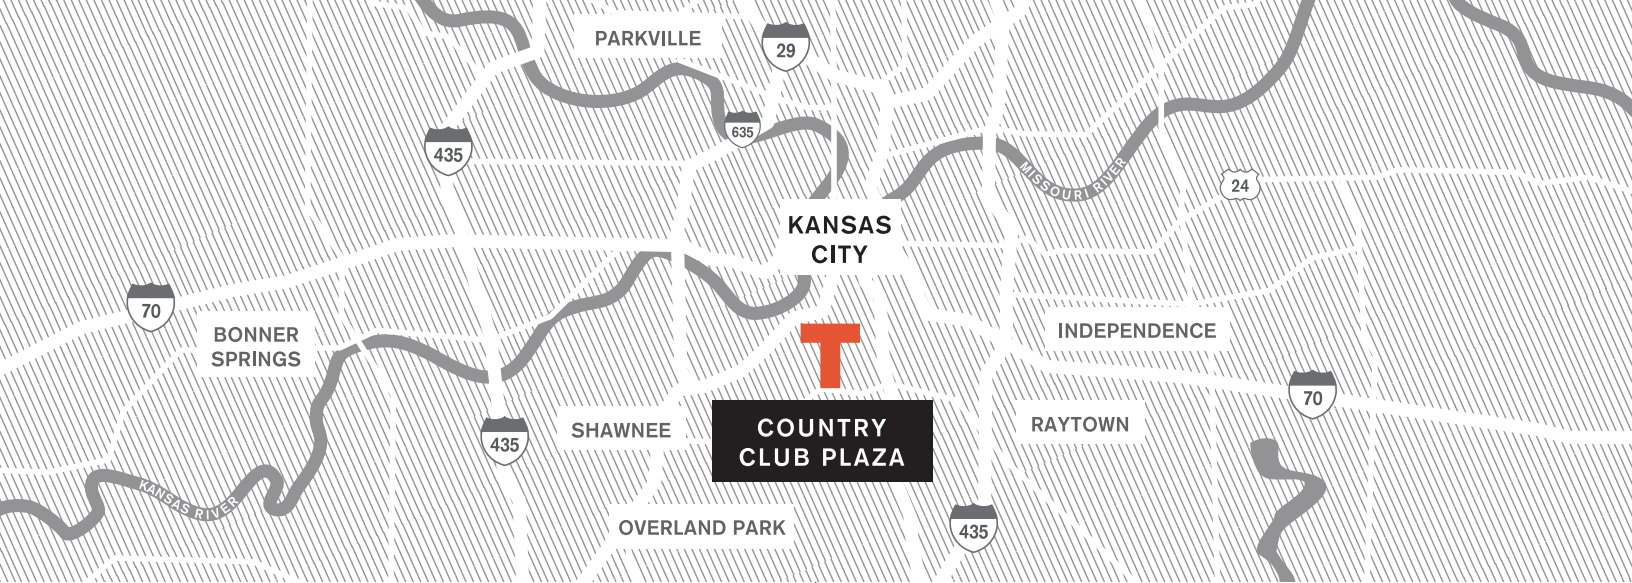 PARKVILLE
29
635
435
MISSOURI RIVER
24
KANSAS
CITY
70
BONNER
SPRINGS
INDEPENDENCE
T
70
COUNTRY
CLUB PLAZA
SHAWNEE
RAYTOWN
435
KANSAS RIVER
OVERLAND PARK
435